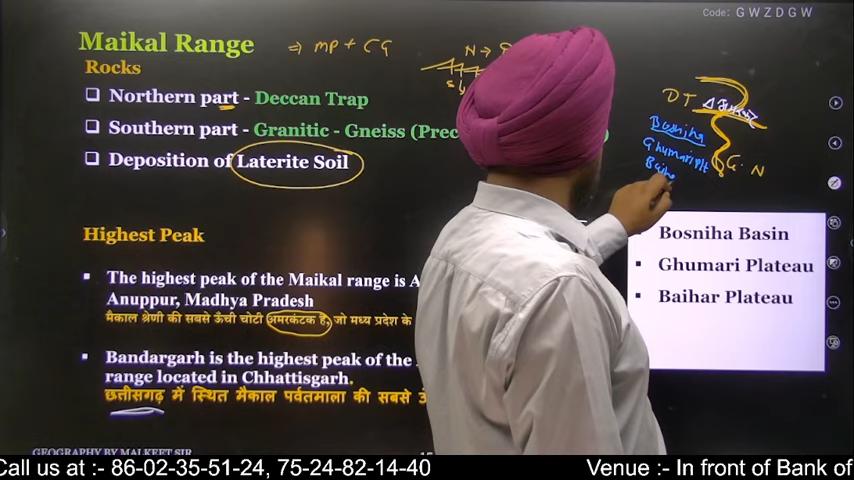 Code: G W Z D G W
Maikal Range
⇒ MP + CG
N →
Rocks
❑ Northern part - Deccan Trap
❑ Southern part - Granitic - Gneiss (Prec
❑ Deposition of Laterite Soil
DT
Bosniha
Ghumari Plt
Baiha
G. N
Highest Peak
▪ The highest peak of the Maikal range is A
Anuppur, Madhya Pradesh
मैकाल श्रेणी की सबसे ऊँची चोटी अमरकंटक है, जो मध्य प्रदेश के
▪ Bandargarh is the highest peak of the
range located in Chhattisgarh.
छत्तीसगढ़ में स्थित मैकाल पर्वतमाला की सबसे
Bosniha Basin
▪ Ghumari Plateau
▪ Baihar Plateau
GEOGRAPHY BY MALKEET SIR
Call us at :- 86-02-35-51-24, 75-24-82-14-40
Venue :- In front of Bank of